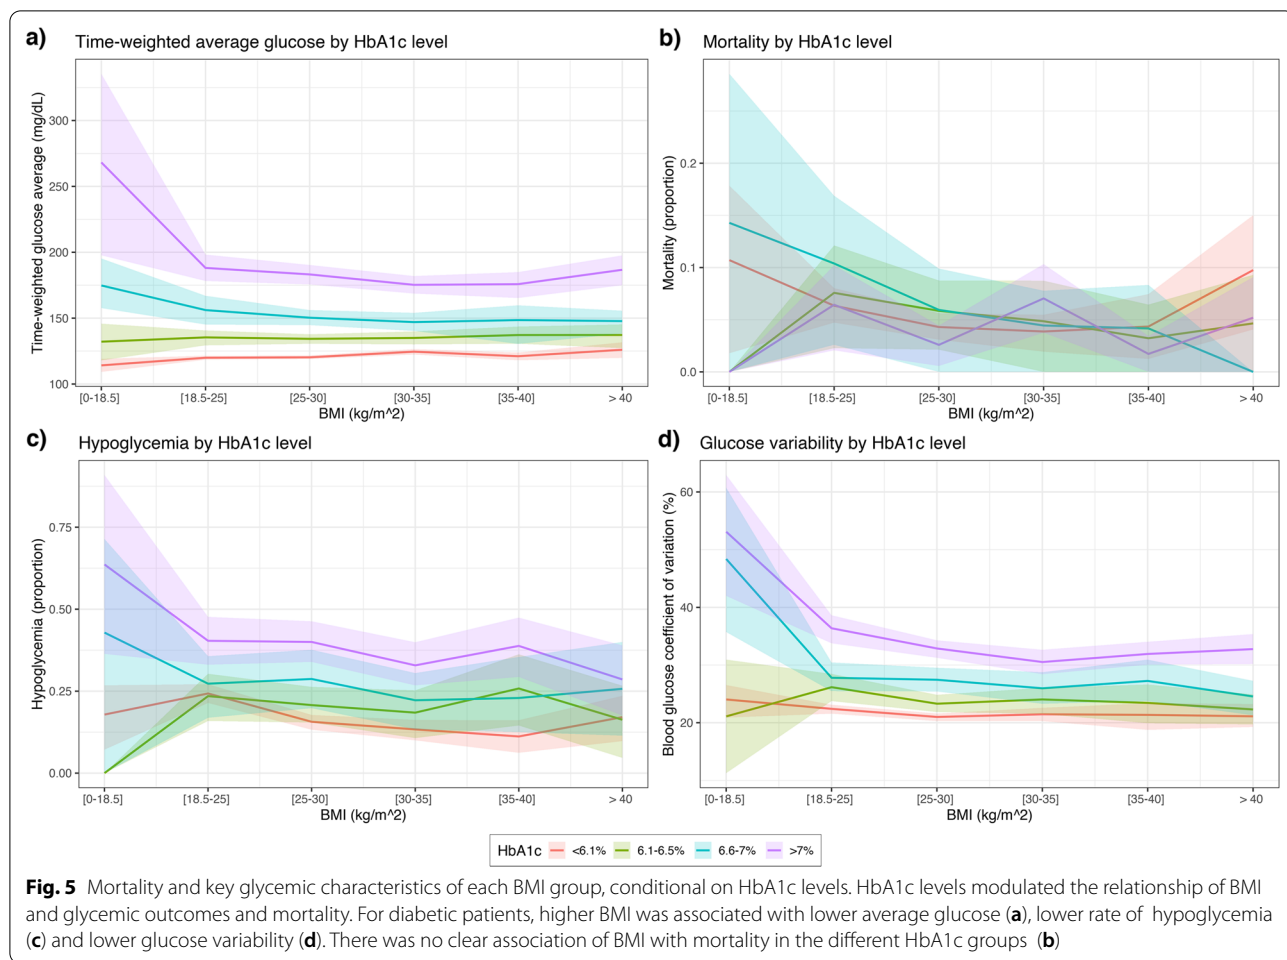 a) Time-weighted average glucose by HbA1c level
Time-weighted glucose average (mg/dL)
300
250
200
150
100
[0-18.5] [18.5-25] [25-30] [30-35] [35-40] > 40
BMI (kg/m^2)
b) Mortality by HbA1c level
Mortality (proportion)
0.2
0.1
0.0
[0-18.5] [18.5-25] [25-30] [30-35] [35-40] > 40
BMI (kg/m^2)
c) Hypoglycemia by HbA1c level
Hypoglycemia (proportion)
0.75
0.50
0.25
0.00
[0-18.5] [18.5-25] [25-30] [30-35] [35-40] > 40
BMI (kg/m^2)
d) Glucose variability by HbA1c level
Blood glucose coefficient of variation (%)
60
40
20
[0-18.5] [18.5-25] [25-30] [30-35] [35-40] > 40
BMI (kg/m^2)
HbA1c <6.1% 6.1-6.5% 6.6-7% >7%
Fig. 5 Mortality and key glycemic characteristics of each BMI group, conditional on HbA1c levels. HbA1c levels modulated the relationship of BMI
and glycemic outcomes and mortality. For diabetic patients, higher BMI was associated with lower average glucose (a), lower rate of hypoglycemia
(c) and lower glucose variability (d). There was no clear association of BMI with mortality in the different HbA1c groups (b)